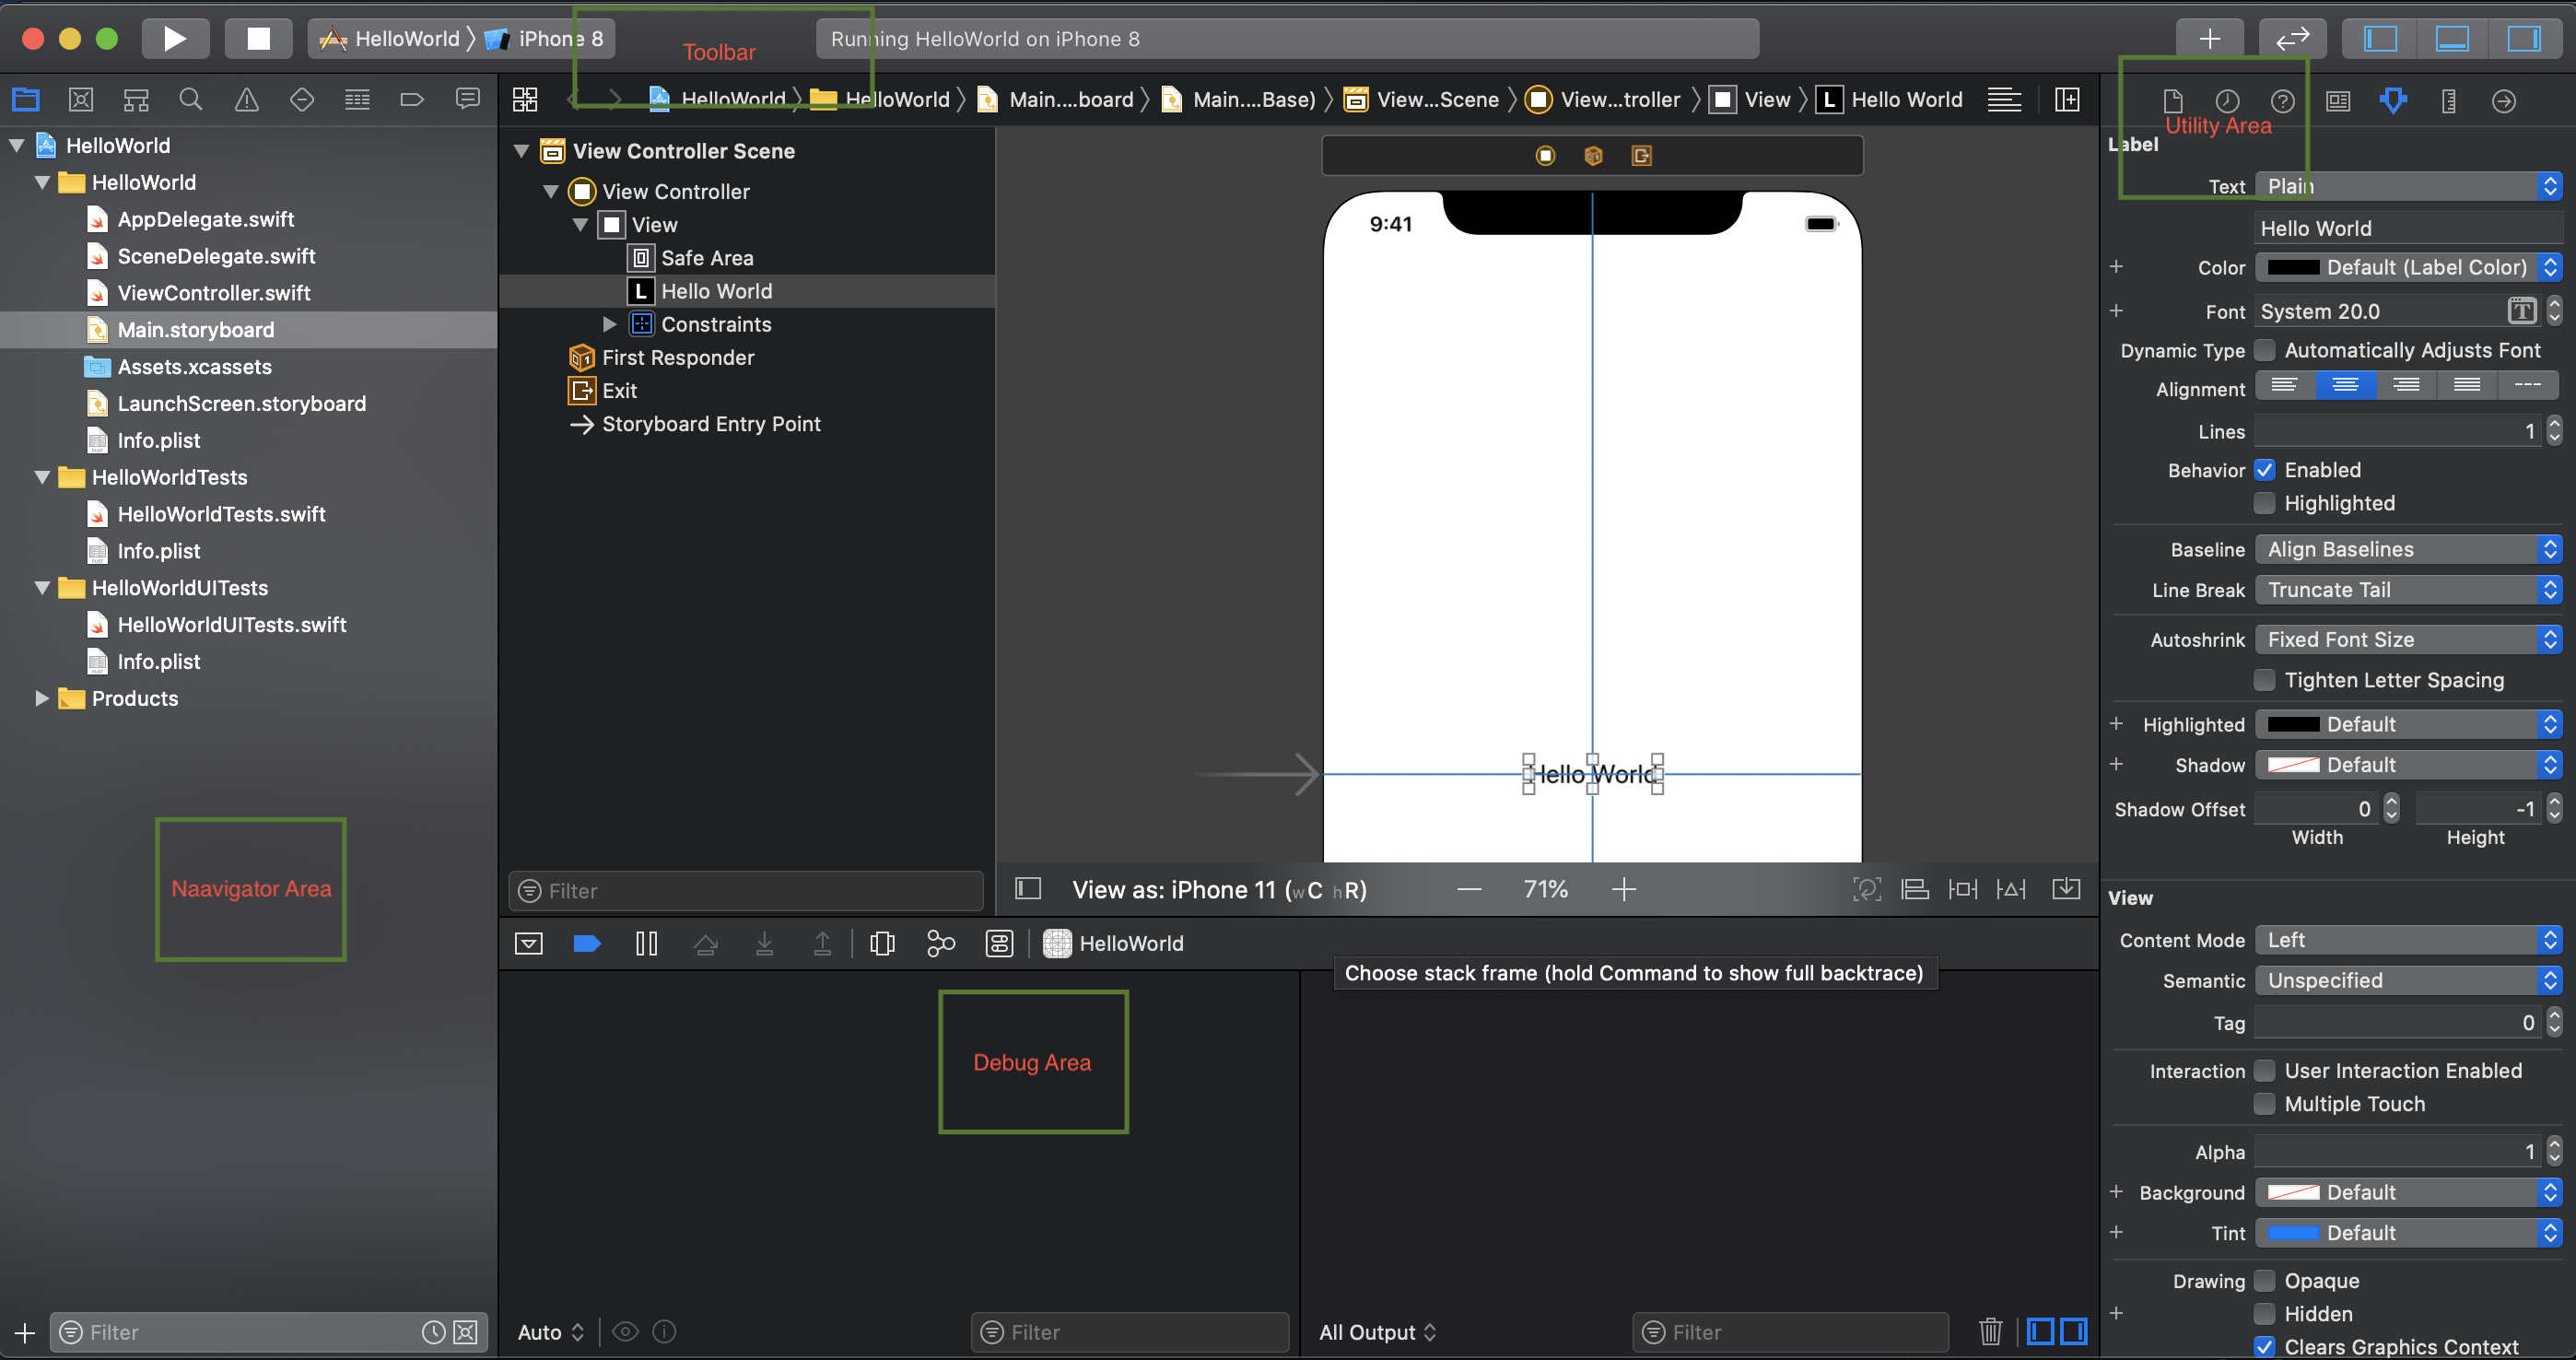 HelloWorld iPhone 8
Toolbar
Running HelloWorld on iPhone 8
HelloWorld
HelloWorld
AppDelegate.swift
SceneDelegate.swift
ViewController.swift
Main.storyboard
Assets.xcassets
LaunchScreen.storyboard
Info.plist
HelloWorldTests
HelloWorldTests.swift
Info.plist
HelloWorldUITests
HelloWorldUITests.swift
Info.plist
Products
Naavigator Area
Filter
HelloWorld HelloWorld Main....board Main....Base) View...Scene View...troller View L Hello World
View Controller Scene
View Controller
View
Safe Area
L Hello World
Constraints
First Responder
Exit
Storyboard Entry Point
Filter
9:41
Hello World
View as: iPhone 11 (wC hR)
71%
HelloWorld
Choose stack frame (hold Command to show full backtrace)
Debug Area
Auto
Filter
All Output
Filter
Utility Area
Label
Text Plain
Hello World
Color Default (Label Color)
Font System 20.0
Dynamic Type Automatically Adjusts Font
Alignment
Lines 1
Behavior Enabled
Highlighted
Baseline Align Baselines
Line Break Truncate Tail
Autoshrink Fixed Font Size
Tighten Letter Spacing
Highlighted Default
Shadow Default
Shadow Offset 0 -1
Width Height
View
Content Mode Left
Semantic Unspecified
Tag 0
Interaction User Interaction Enabled
Multiple Touch
Alpha 1
Background Default
Tint Default
Drawing Opaque
Hidden
Clears Graphics Context